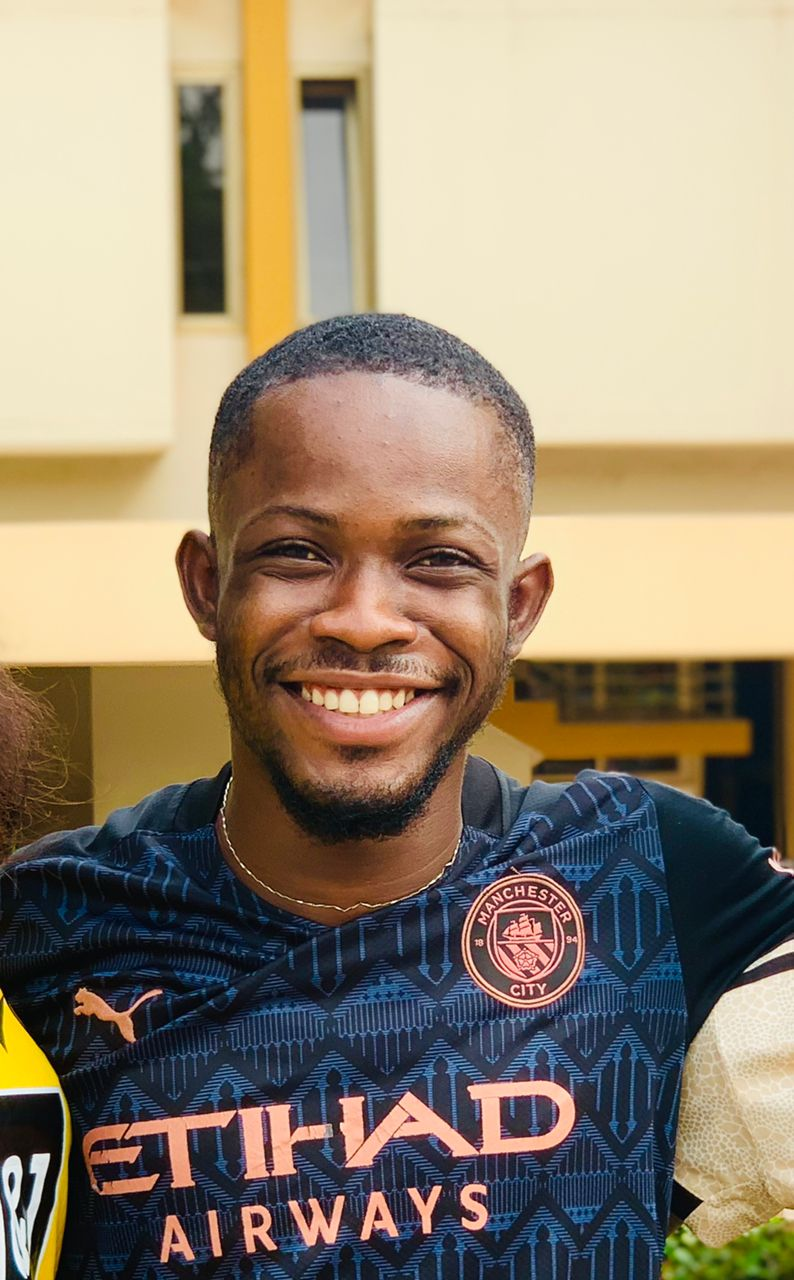 MANCHESTER
18 94
CITY
ETIHAD
AIRWAYS